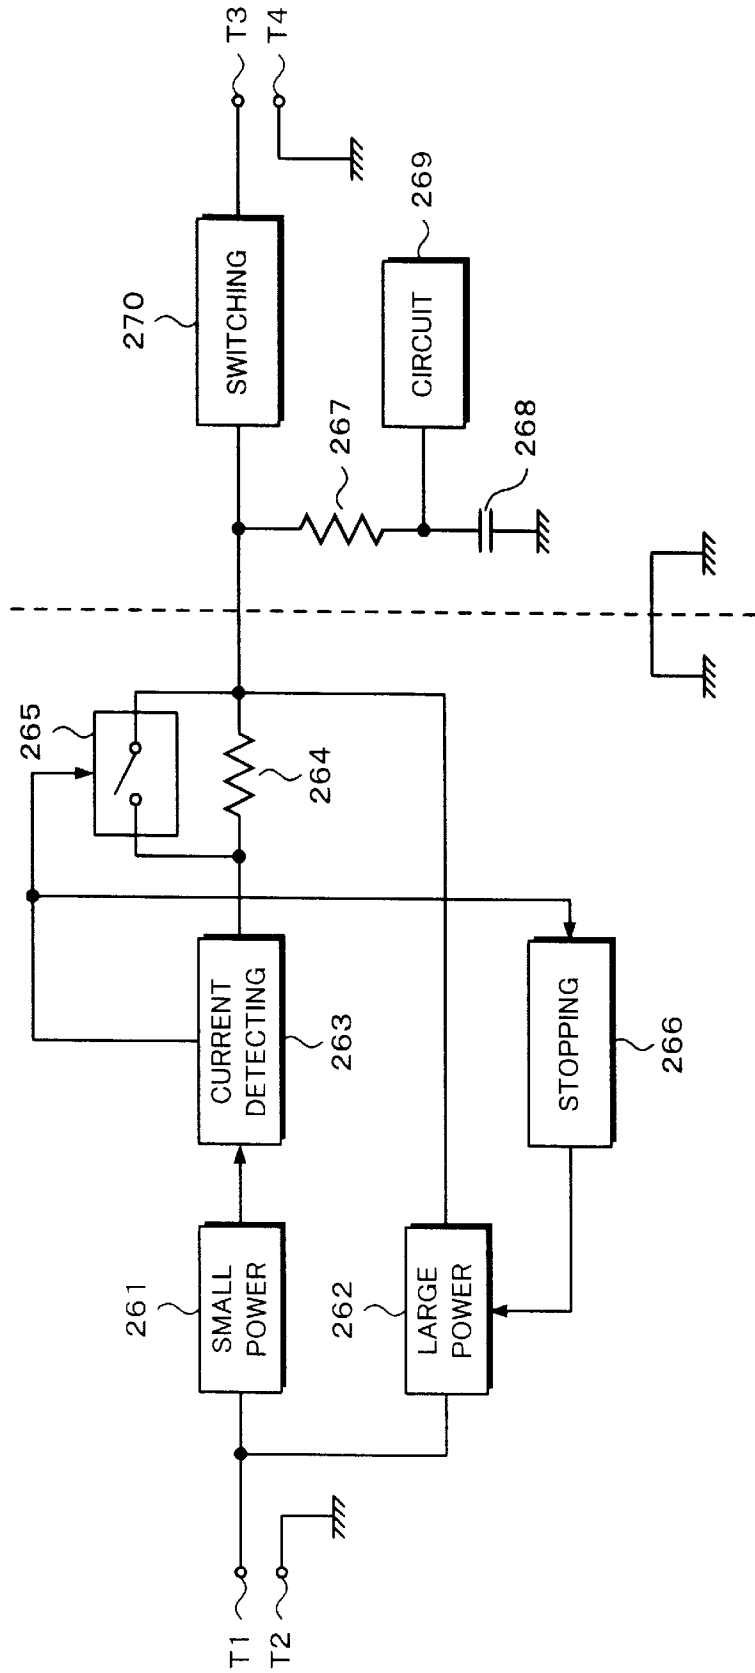 T1
T2
261
SMALL
POWER
262
LARGE
POWER
CURRENT
DETECTING
263
STOPPING
266
265
264
267
268
CIRCUIT
269
270
SWITCHING
T3
T4